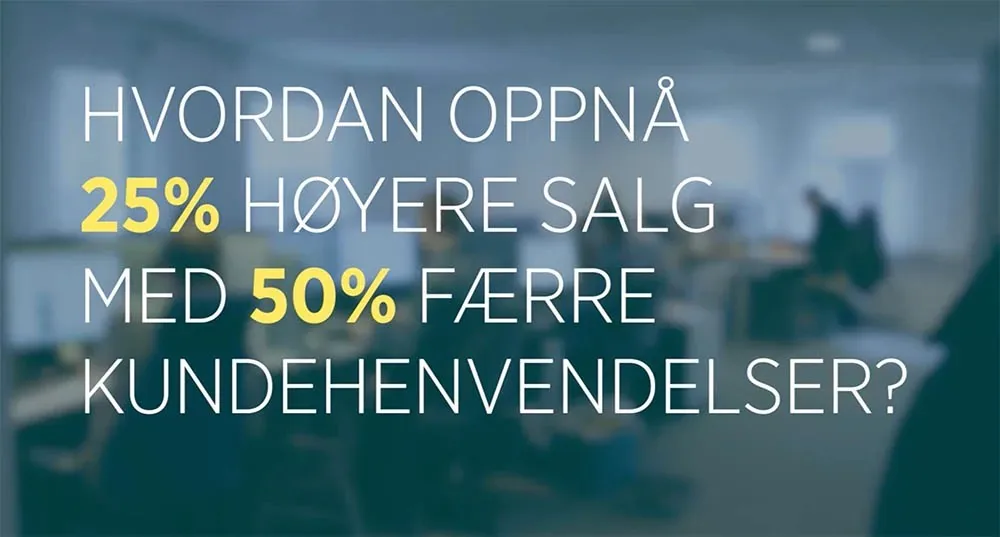 HVORDAN OPPNÅ
25% HØYERE SALG
MED 50% FÆRRE
KUNDEHENVENDELSER?